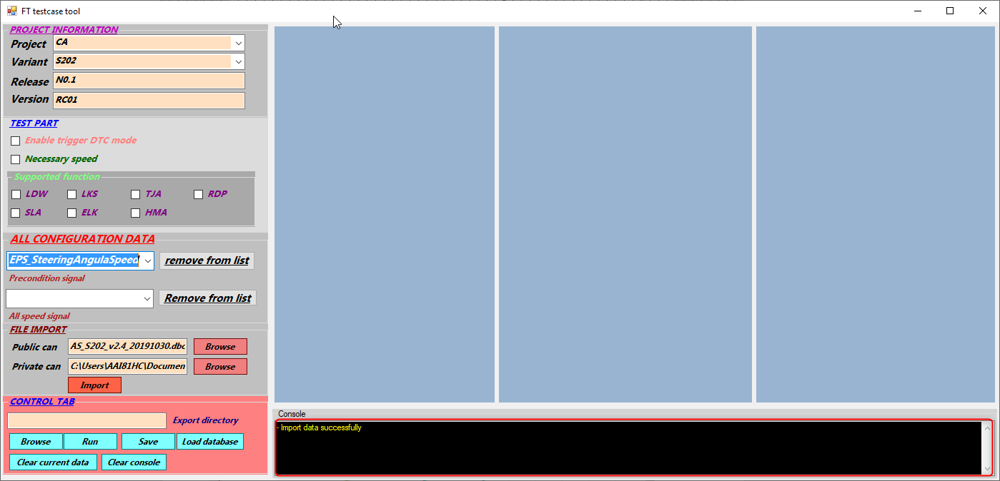 FT testcase tool
PROJECT INFORMATION
Project CA
Variant S202
Release N0.1
Version RC01
TEST PART
Enable trigger DTC mode
Necessary speed
Supported function
LDW LKS TJA RDP
SLA ELK HMA
ALL CONFIGURATION DATA
EPS_SteeringAngulaSpeed remove from list
Precondition signal
Remove from list
All speed signal
FILE IMPORT
Public can AS_S202_v2.4_20191030.dbc Browse
Private can C:\Users\AAI81HC\Documen Browse
Import
CONTROL TAB
Export directory
Browse Run Save Load database
Clear current data Clear console
Console
- Import data successfully